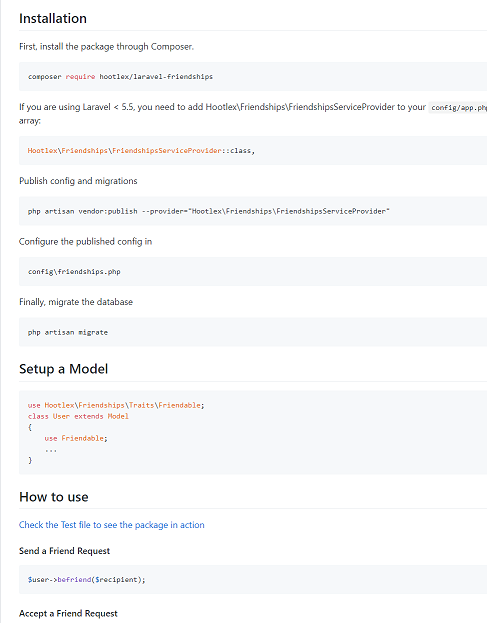 Installation
First, install the package through Composer.
composer require hootlex/laravel-friendships
If you are using Laravel < 5.5, you need to add Hootlex\Friendships\FriendshipsServiceProvider to your config/app.php
array:
Hootlex\Friendships\FriendshipsServiceProvider::class,
Publish config and migrations
php artisan vendor:publish --provider="Hootlex\Friendships\FriendshipsServiceProvider"
Configure the published config in
config\friendships.php
Finally, migrate the database
php artisan migrate
Setup a Model
use Hootlex\Friendships\Traits\Friendable;
class User extends Model
{
    use Friendable;
    ...
}
How to use
Check the Test file to see the package in action
Send a Friend Request
$user->befriend($recipient);
Accept a Friend Request